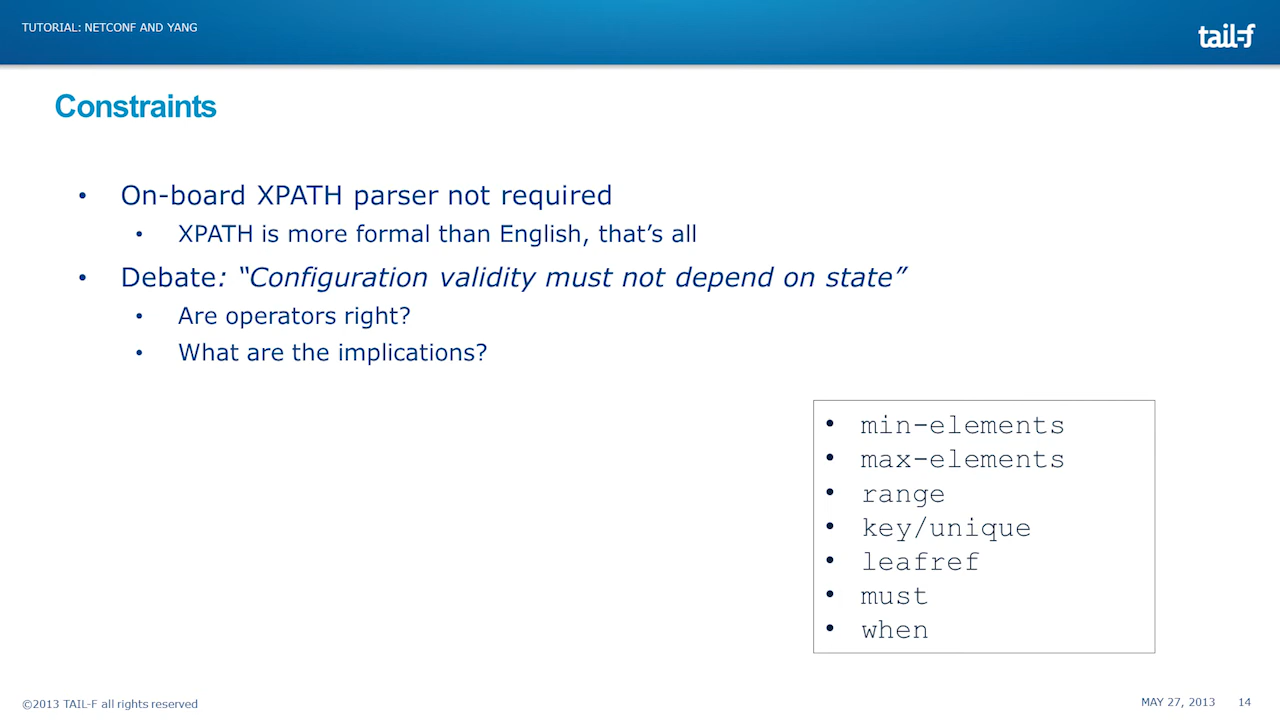 TUTORIAL: NETCONF AND YANG
tail-f
Constraints
• On-board XPATH parser not required
• XPATH is more formal than English, that’s all
• Debate: “Configuration validity must not depend on state”
• Are operators right?
• What are the implications?
• min-elements
• max-elements
• range
• key/unique
• leafref
• must
• when
©2013 TAIL-F all rights reserved
MAY 27, 2013 14